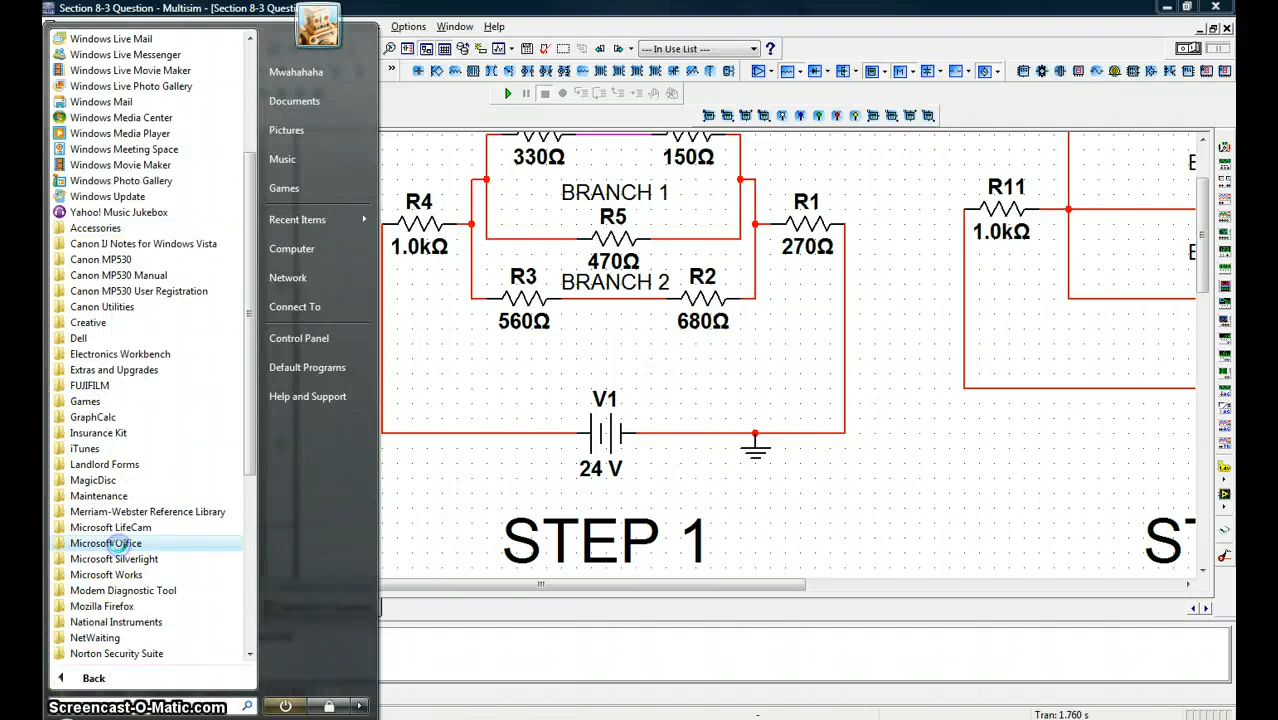 Section 8-3 Question - Multisim - [Section 8-3 Questi
Options Window Help
--- In Use List ---
?
Windows Live Mail
Windows Live Messenger
Windows Live Movie Maker
Windows Live Photo Gallery
Windows Mail
Windows Media Center
Windows Media Player
Windows Meeting Space
Windows Movie Maker
Windows Photo Gallery
Windows Update
Yahoo! Music Jukebox
Accessories
Canon IJ Notes for Windows Vista
Canon MP530
Canon MP530 Manual
Canon MP530 User Registration
Canon Utilities
Creative
Dell
Electronics Workbench
Extras and Upgrades
FUJIFILM
Games
GraphCalc
Insurance Kit
iTunes
Landlord Forms
MagicDisc
Maintenance
Merriam-Webster Reference Library
Microsoft LifeCam
Microsoft Office
Microsoft Silverlight
Microsoft Works
Modem Diagnostic Tool
Mozilla Firefox
National Instruments
NetWaiting
Norton Security Suite
Back
Screencast-O-Matic.com
Mwahahaha
Documents
Pictures
Music
Games
Recent Items
Computer
Network
Connect To
Control Panel
Default Programs
Help and Support
330Ω 150Ω
BRANCH 1
R4 R5 R1 R11
1.0kΩ 470Ω 270Ω 1.0kΩ
BRANCH 2
R3 R2
560Ω 680Ω
V1
24 V
STEP 1
ST
Tran: 1.760 s